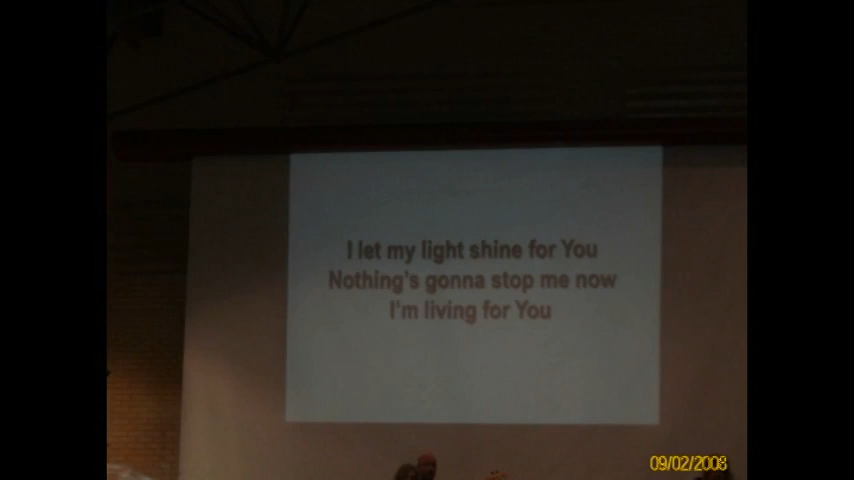 I let my light shine for You
Nothing's gonna stop me now
I'm living for You
09/02/2008